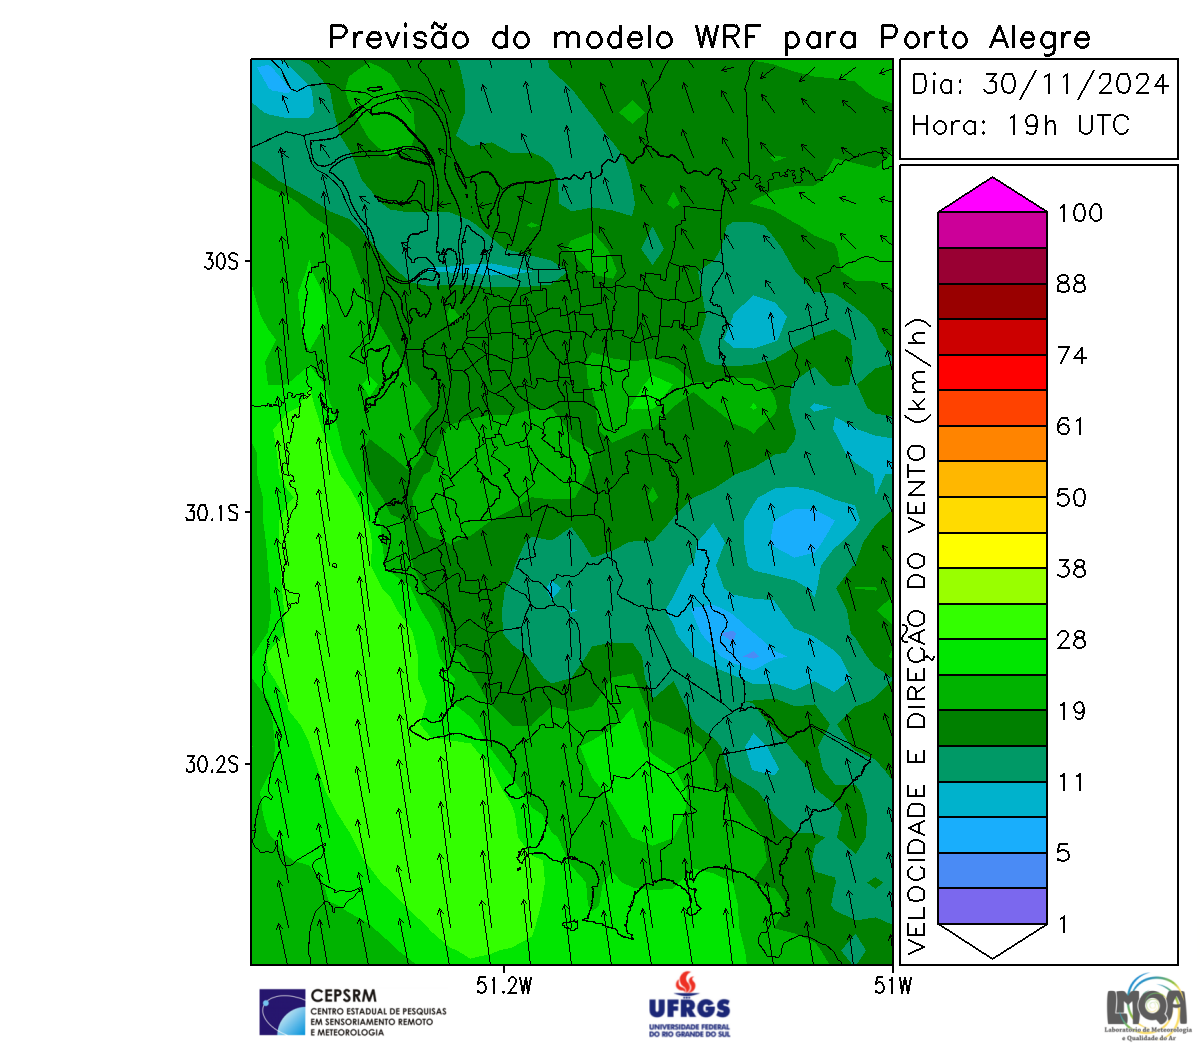 Previsão do modelo WRF para Porto Alegre
Dia: 30/11/2024
Hora: 19h UTC
30S
30.1S
30.2S
51.2W
51W
VELOCIDADE E DIREÇÃO DO VENTO (km/h)
100
88
74
61
50
38
28
19
11
5
1
CEPSRM
CENTRO ESTADUAL DE PESQUISAS
EM SENSORIAMENTO REMOTO
E METEOROLOGIA
UFRGS
UNIVERSIDADE FEDERAL
DO RIO GRANDE DO SUL
LMQA
Laboratório de Meteorologia
e Qualidade do Ar